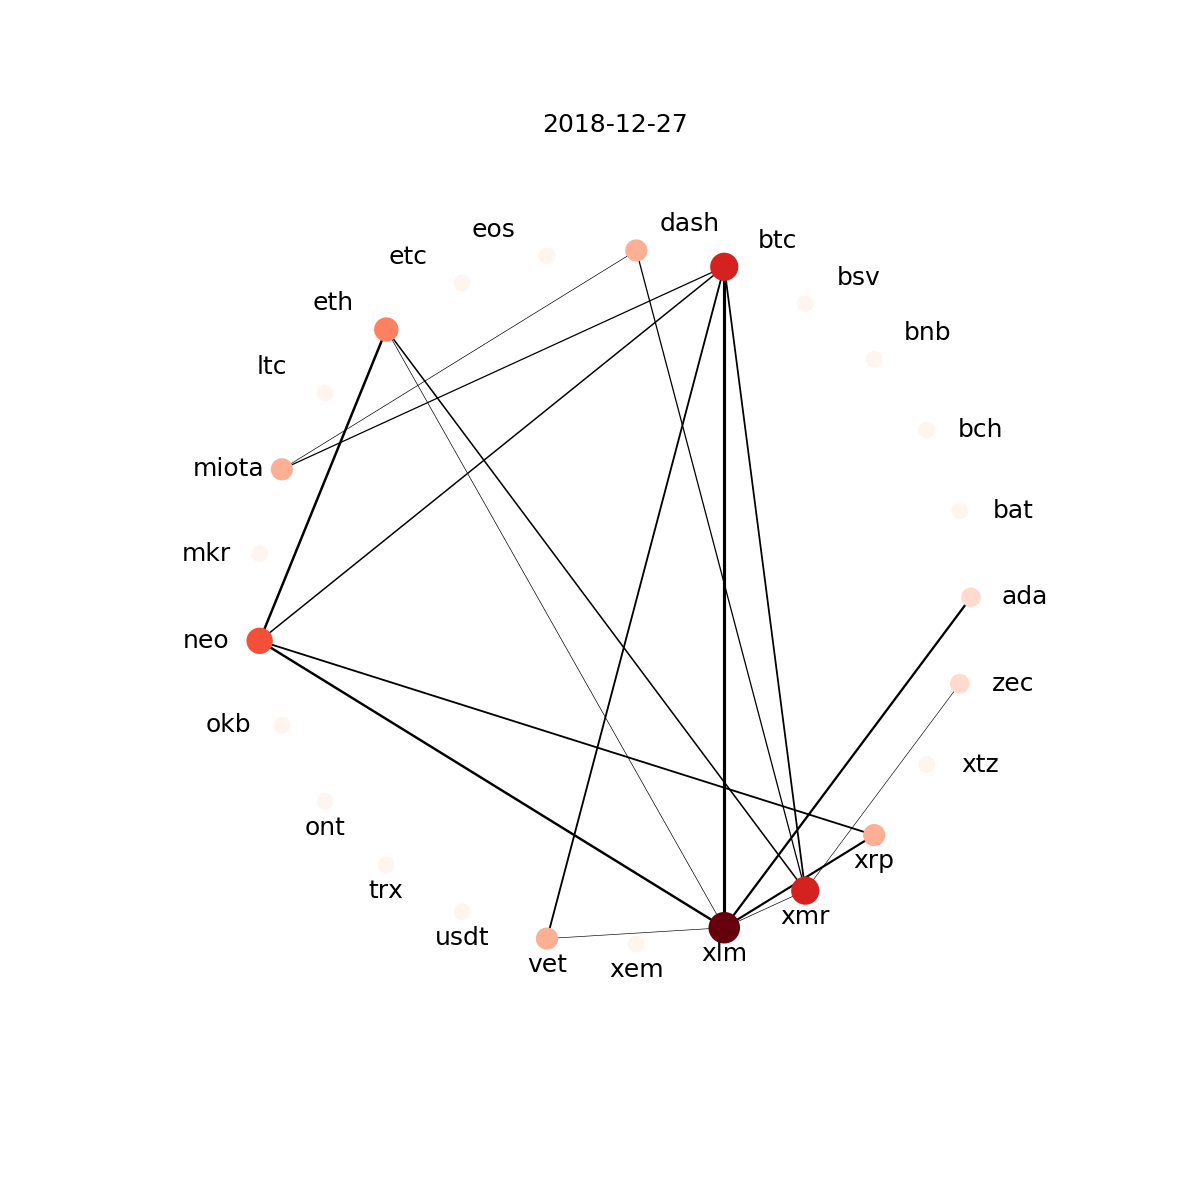 2018-12-27
dash
eos
btc
etc
bsv
eth
bnb
ltc
bch
miota
bat
mkr
ada
neo
zec
okb
xtz
ont
xrp
trx
xmr
usdt
xlm
vet
xem